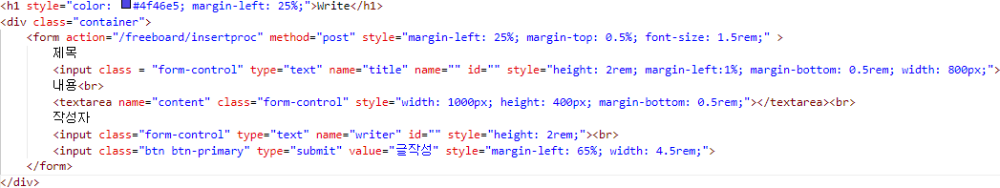 <h1 style="color: #4f46e5; margin-left: 25%;">Write</h1>
<div class="container">
<form action="/freeboard/insertproc" method="post" style="margin-left: 25%; margin-top: 0.5%; font-size: 1.5rem;" >
제목
<input class = "form-control" type="text" name="title" name="" id="" style="height: 2rem; margin-left:1%; margin-bottom: 0.5rem; width: 800px;">
내용<br>
<textarea name="content" class="form-control" style="width: 1000px; height: 400px; margin-bottom: 0.5rem;"></textarea><br>
작성자
<input class="form-control" type="text" name="writer" id="" style="height: 2rem;"><br>
<input class="btn btn-primary" type="submit" value="글작성" style="margin-left: 65%; width: 4.5rem;">
</form>
</div>